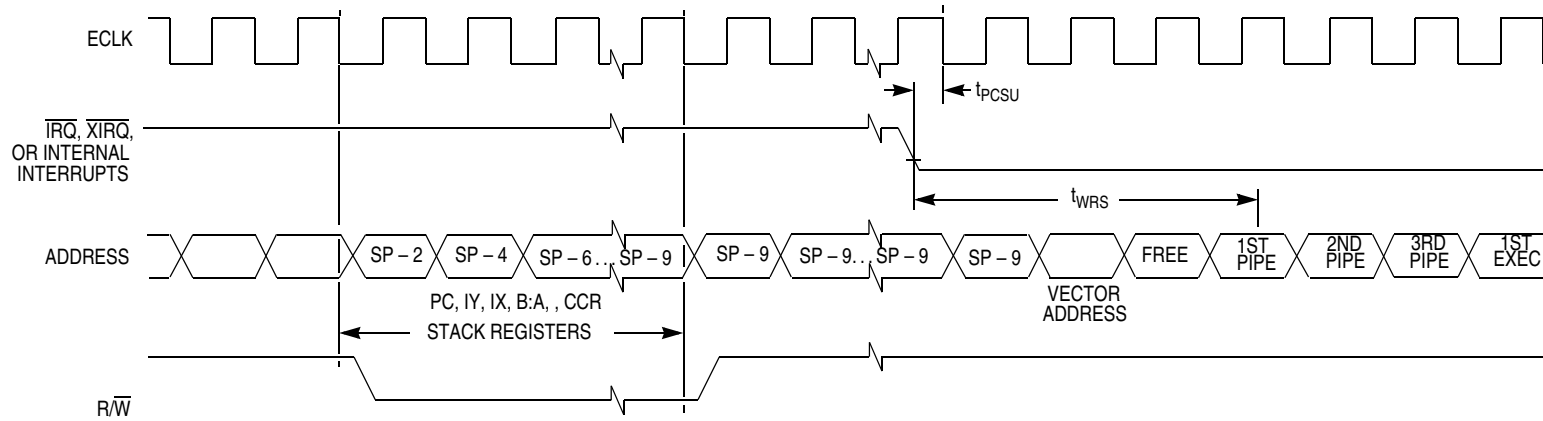 ECLK
t_PCSU
IRQ, XIRQ,
OR INTERNAL
INTERRUPTS
t_WRS
ADDRESS
SP – 2
SP – 4
SP – 6 . . . SP – 9
SP – 9
SP – 9. . . SP – 9
SP – 9
FREE
1ST
PIPE
2ND
PIPE
3RD
PIPE
1ST
EXEC
PC, IY, IX, B:A, , CCR
VECTOR
ADDRESS
STACK REGISTERS
R/W